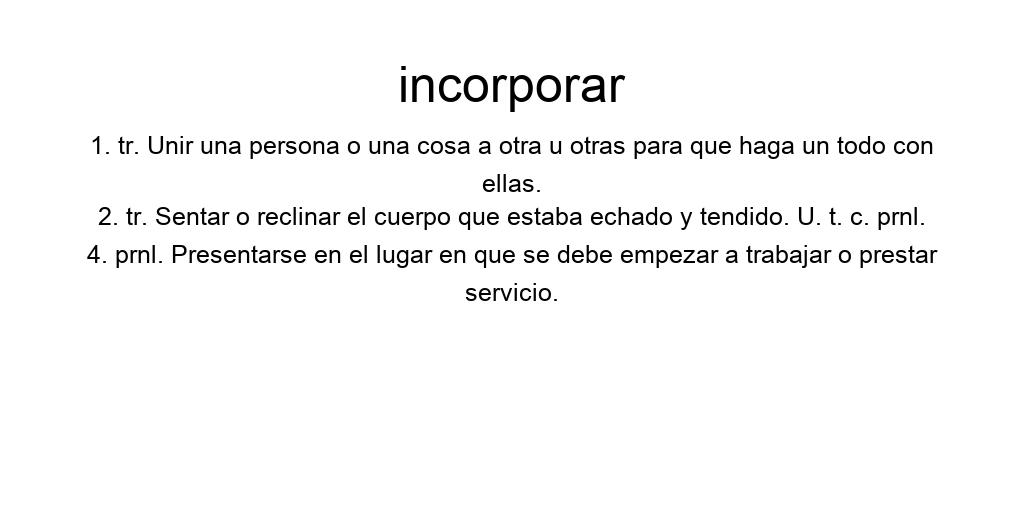 incorporar
1. tr. Unir una persona o una cosa a otra u otras para que haga un todo con
ellas.
2. tr. Sentar o reclinar el cuerpo que estaba echado y tendido. U. t. c. prnl.
4. prnl. Presentarse en el lugar en que se debe empezar a trabajar o prestar
servicio.